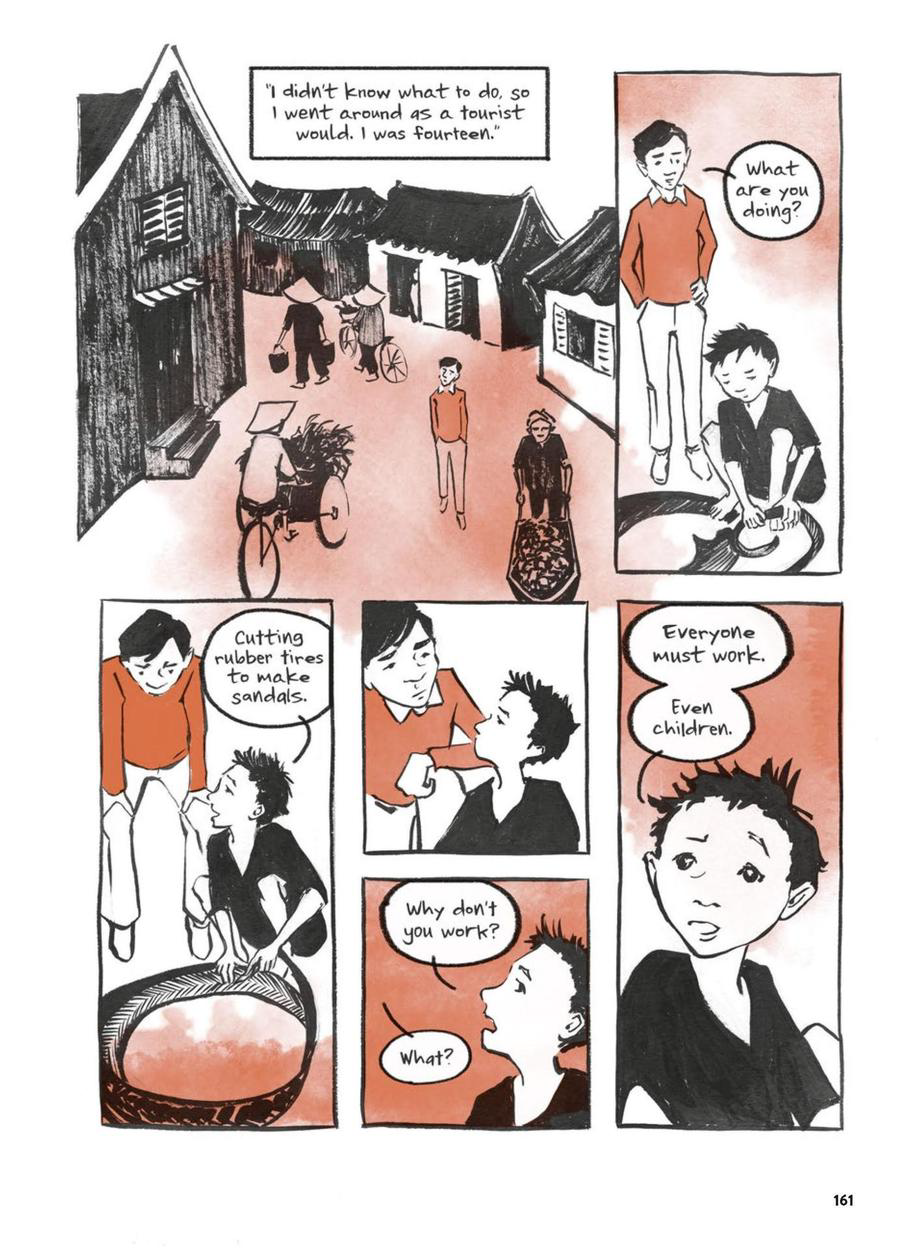 "I didn't know what to do, so
I went around as a tourist
would. I was fourteen."
What
are you
doing?
Cutting
rubber tires
to make
sandals.
Why don't
you work?
What?
Everyone
must work.
Even
children.
161